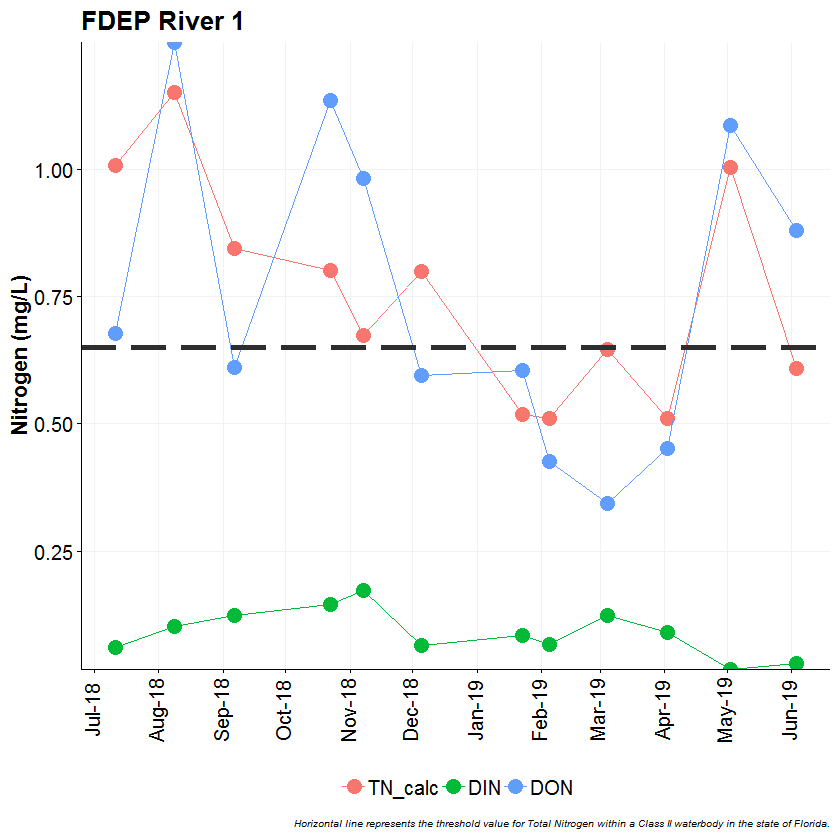 FDEP River 1
Nitrogen (mg/L)
1.00
0.75
0.50
0.25
Jul-18
Aug-18
Sep-18
Oct-18
Nov-18
Dec-18
Jan-19
Feb-19
Mar-19
Apr-19
May-19
Jun-19
TN_calc DIN DON
Horizontal line represents the threshold value for Total Nitrogen within a Class II waterbody in the state of Florida.